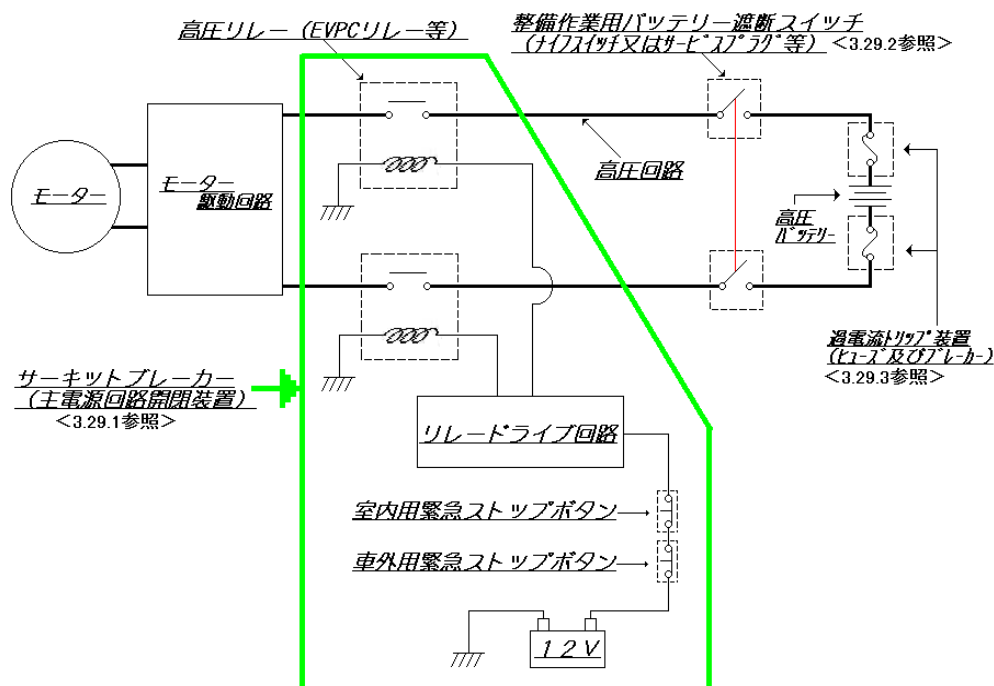 高圧リレー（EVPCリレー等）
整備作業用バッテリー遮断スイッチ
（ナイフスイッチ又はサービスプラグ等）＜3.29.2参照＞
モーター
モーター
駆動回路
高圧回路
高圧
バッテリー
過電流トリップ装置
（ヒューズ及びブレーカー）
＜3.29.3参照＞
サーキットブレーカー
（主電源回路開閉装置）
＜3.29.1参照＞
リレードライブ回路
室内用緊急ストップボタン
車外用緊急ストップボタン
１２Ｖ